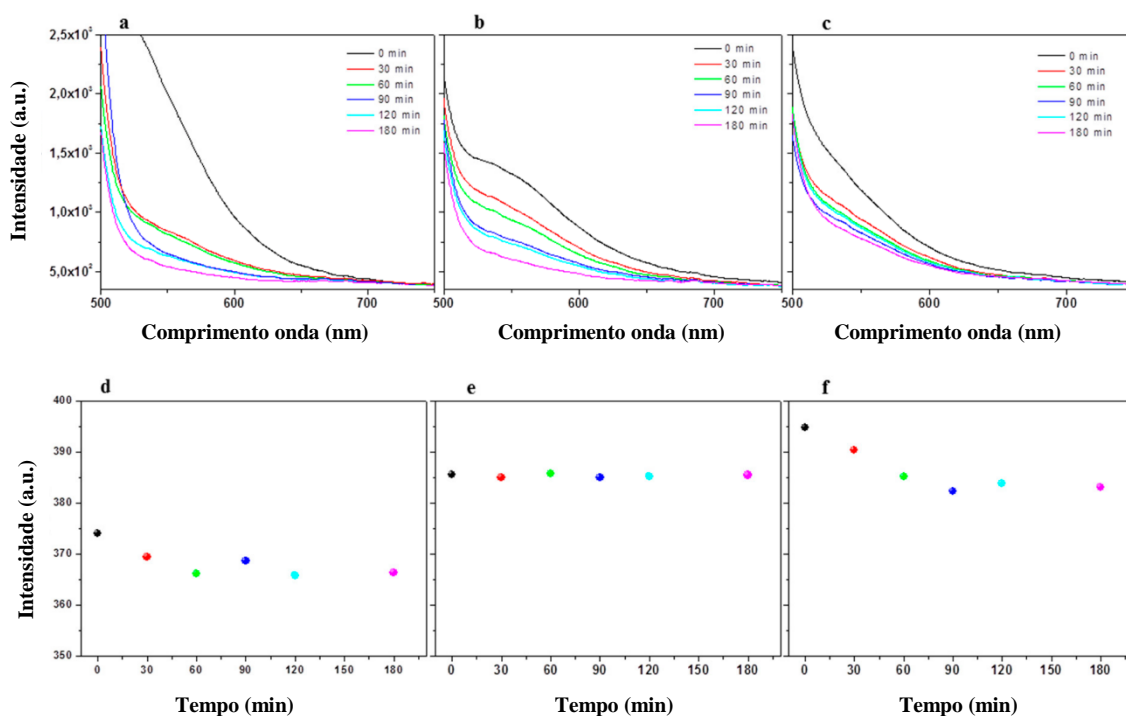 a
b
c
2,5x10³
2,0x10³
1,5x10³
1,0x10³
5,0x10²
Intensidade (a.u.)
0 min
30 min
60 min
90 min
120 min
180 min
0 min
30 min
60 min
90 min
120 min
180 min
0 min
30 min
60 min
90 min
120 min
180 min
500 600 700
500 600 700
500 600 700
Comprimento onda (nm)
Comprimento onda (nm)
Comprimento onda (nm)
d
e
f
400
390
380
370
360
350
Intensidade (a.u.)
0 30 60 90 120 150 180
0 30 60 90 120 150 180
0 30 60 90 120 150 180
Tempo (min)
Tempo (min)
Tempo (min)